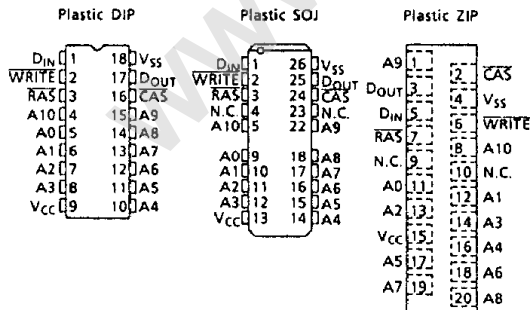 Plastic DIP
DIN 1 18 VSS
WRITE 2 17 DOUT
RAS 3 16 CAS
A10 4 15 A9
A0 5 14 A8
A1 6 13 A7
A2 7 12 A6
A3 8 11 A5
VCC 9 10 A4
Plastic SOJ
DIN 1 26 VSS
WRITE 2 25 DOUT
RAS 3 24 CAS
N.C. 4 23 N.C.
A10 5 22 A9
A0 9 18 A8
A1 10 17 A7
A2 11 16 A6
A3 12 15 A5
VCC 13 14 A4
Plastic ZIP
A9 1
2 CAS
DOUT 3
4 VSS
DIN 5
6 WRITE
RAS 7
8 A10
N.C. 9
10 N.C.
A0 11
12 A1
A2 13
14 A3
VCC 15
16 A4
A5 17
18 A6
A7 19
20 A8